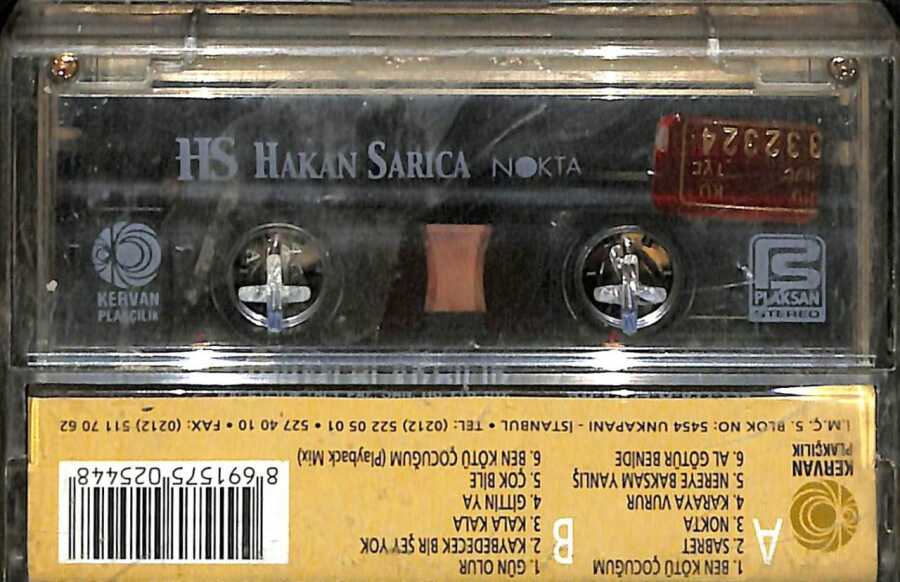 HS HAKAN SARICA NOKTA
332324
KERVAN
PLAKÇILIK
PLAKSAN
STEREO
KERVAN
PLAKÇILIK
A
1. BEN KÖTÜ ÇOCUĞUM
2. SABRET
3. NOKTA
4. KARAYA VURUR
5. NEREYE BAKSAM YANLIŞ
6. AL GÖTÜR BENİDE
B
1. GÜN OLUR
2. KAYBEDECEK BİR ŞEY YOK
3. KALA KALA
4. GİTTİN YA
5. ÇOK BİLE
6. BEN KÖTÜ ÇOCUĞUM (Playback Mix)
8 691575 025448
I.M.Ç. 5. BLOK NO: 5454 UNKAPANI - ISTANBUL • TEL: (0212) 522 05 01 • 527 40 10 • FAX: (0212) 511 70 62